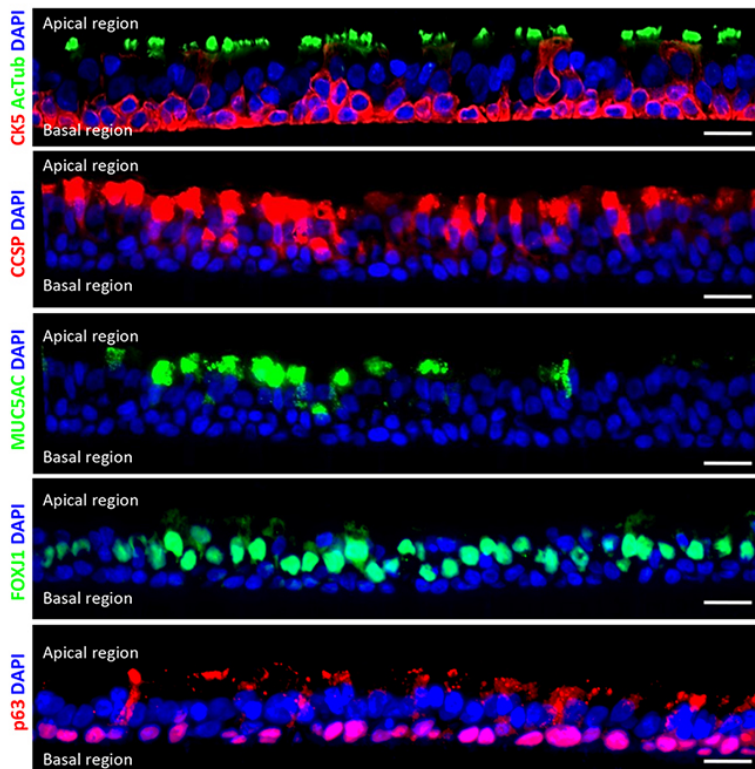 CK5 AcTub DAPI
Apical region
Basal region
CCSP DAPI
Apical region
Basal region
MUC5AC DAPI
Apical region
Basal region
FOXJ1 DAPI
Apical region
Basal region
p63 DAPI
Apical region
Basal region